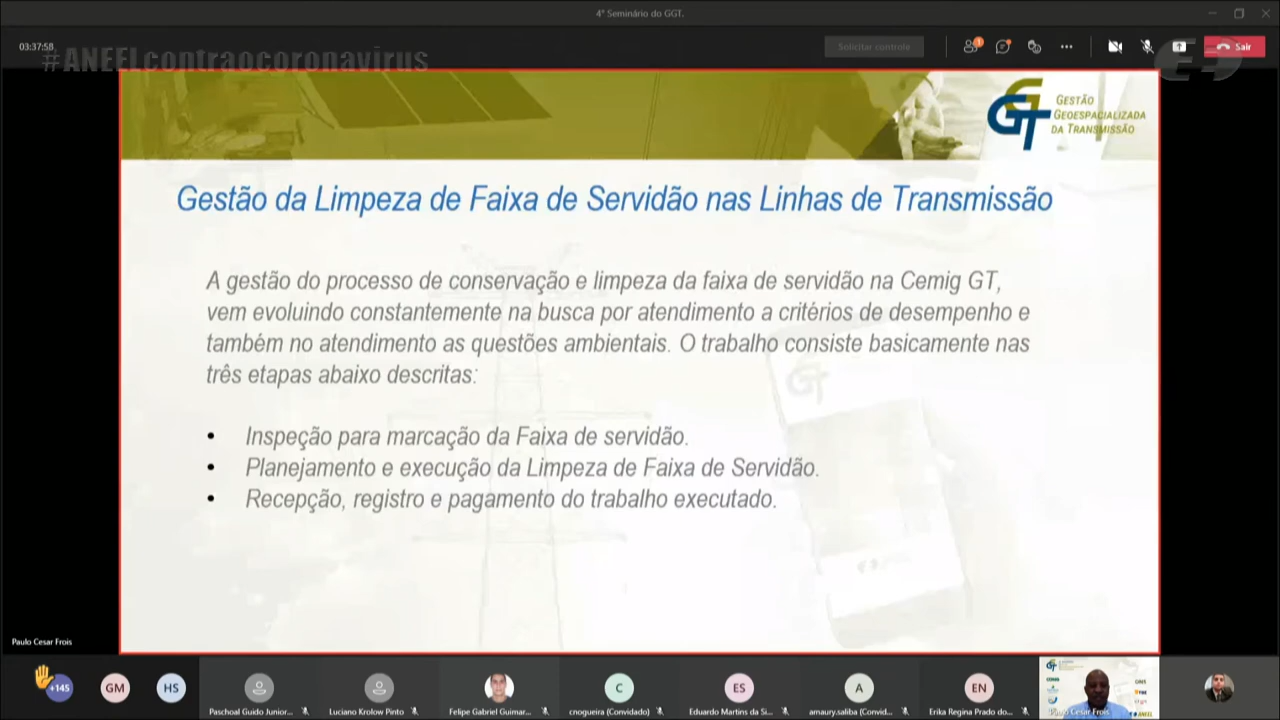 4º Seminário do GGT.
03:37:58
#ANEELcontraocoronavirus
Solicitar controle
Sair
GGT
GESTÃO
GEOESPACIALIZADA
DA TRANSMISSÃO
Gestão da Limpeza de Faixa de Servidão nas Linhas de Transmissão
A gestão do processo de conservação e limpeza da faixa de servidão na Cemig GT,
vem evoluindo constantemente na busca por atendimento a critérios de desempenho e
também no atendimento as questões ambientais. O trabalho consiste basicamente nas
três etapas abaixo descritas:
• Inspeção para marcação da Faixa de servidão.
• Planejamento e execução da Limpeza de Faixa de Servidão.
• Recepção, registro e pagamento do trabalho executado.
Paulo Cesar Frois
+145
GM
HS
Paschoal Guido Junior...
Luciano Krolow Pinto
Felipe Gabriel Guimar...
C
cnogueira (Convidado)
ES
Eduardo Martins da Si...
A
amaury.saliba (Convid...
EN
Erika Regina Prado do...
Paulo Cesar Frois